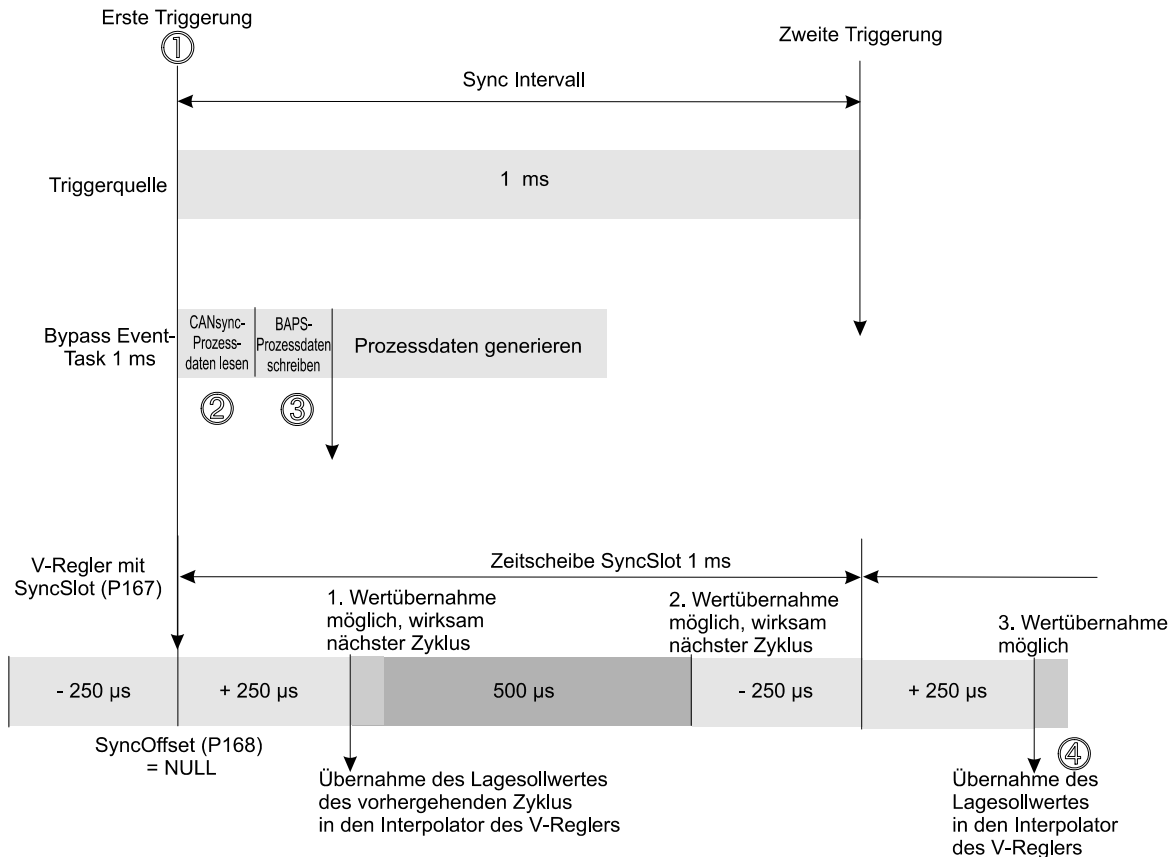 Erste Triggerung
①
Zweite Triggerung
Sync Intervall
Triggerquelle
1 ms
Bypass Event-
Task 1 ms
CANsync-
Prozess-
daten lesen
BAPS-
Prozessdaten
schreiben
Prozessdaten generieren
②
③
V-Regler mit
SyncSlot (P167)
Zeitscheibe SyncSlot 1 ms
1. Wertübernahme
möglich, wirksam
nächster Zyklus
2. Wertübernahme
möglich, wirksam
nächster Zyklus
3. Wertübernahme
möglich
- 250 µs
+ 250 µs
500 µs
- 250 µs
+ 250 µs
SyncOffset (P168)
= NULL
④
Übernahme des Lagesollwertes
des vorhergehenden Zyklus
in den Interpolator des V-Reglers
Übernahme des
Lagesollwertes
in den Interpolator
des V-Reglers